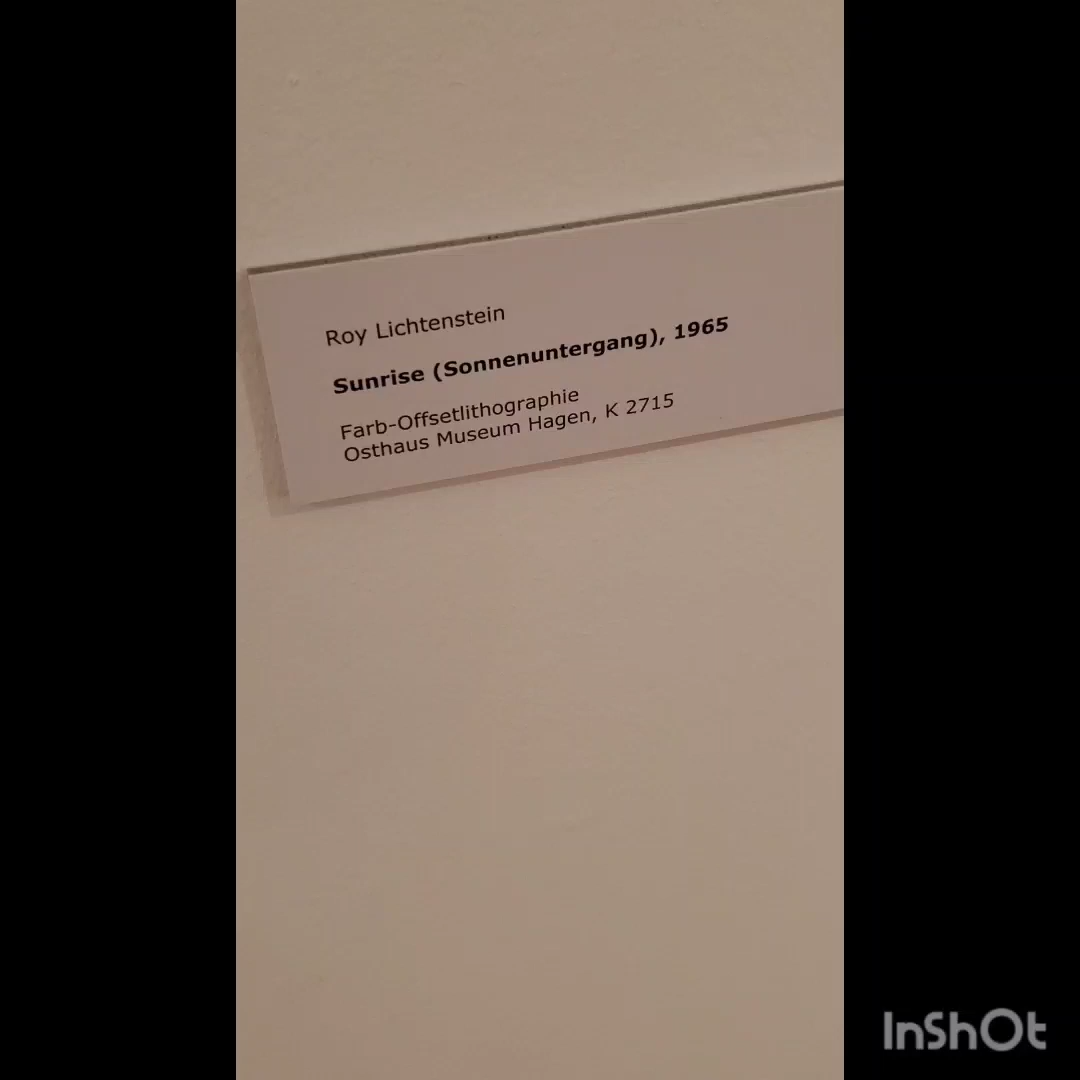 Roy Lichtenstein
Sunrise (Sonnenuntergang), 1965
Farb-Offsetlithographie
Osthaus Museum Hagen, K 2715
InShOt